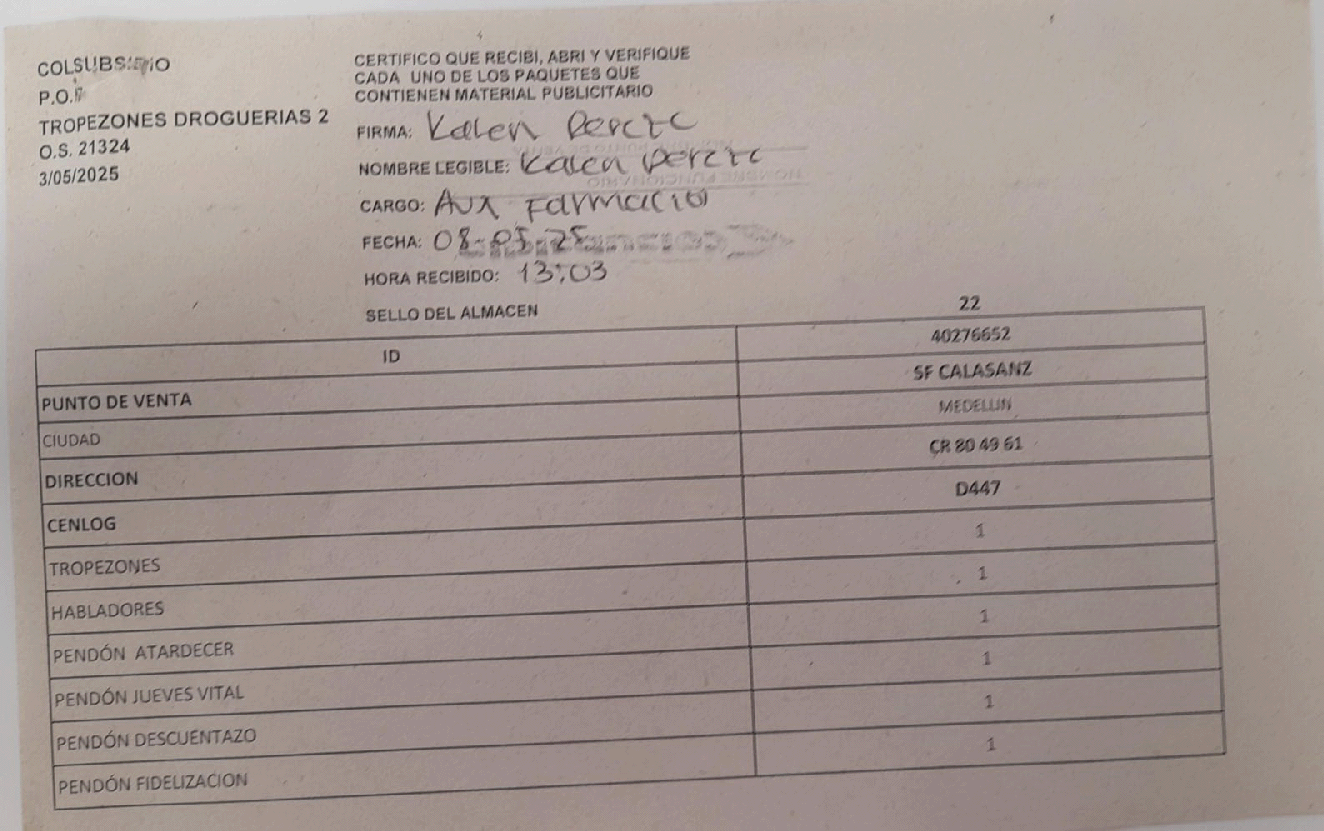 COLSUBSIDIO
P.O.P
TROPEZONES DROGUERIAS 2
O.S. 21324
3/05/2025
CERTIFICO QUE RECIBI, ABRI Y VERIFIQUE
CADA UNO DE LOS PAQUETES QUE
CONTIENEN MATERIAL PUBLICITARIO
FIRMA: Kalen
NOMBRE LEGIBLE: Kalen
CARGO: Aux Farmacia
FECHA: 08-05-25
HORA RECIBIDO: 13:03
SELLO DEL ALMACEN
22
ID 40276652
PUNTO DE VENTA SF CALASANZ
CIUDAD MEDELLIN
DIRECCION CR 80 49 61
CENLOG D447
TROPEZONES 1
HABLADORES 1
PENDÓN ATARDECER 1
PENDÓN JUEVES VITAL 1
PENDÓN DESCUENTAZO 1
PENDÓN FIDELIZACION 1